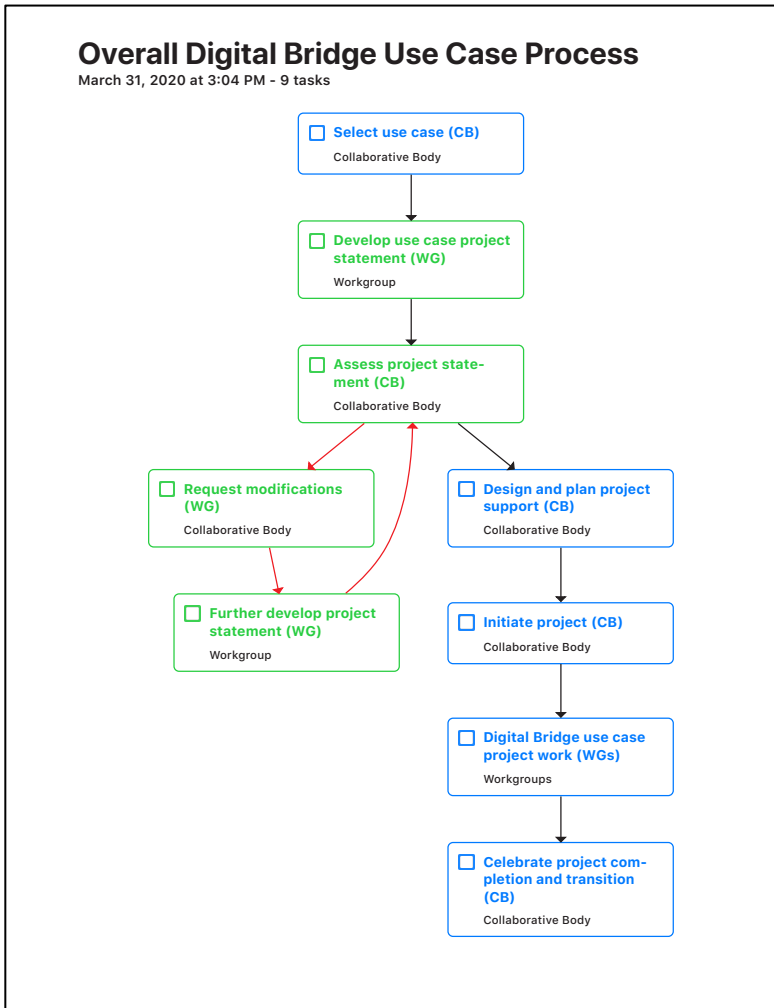 Overall Digital Bridge Use Case Process
March 31, 2020 at 3:04 PM - 9 tasks
Select use case (CB)
Collaborative Body
Develop use case project
statement (WG)
Workgroup
Assess project state-
ment (CB)
Collaborative Body
Request modifications
(WG)
Collaborative Body
Design and plan project
support (CB)
Collaborative Body
Further develop project
statement (WG)
Workgroup
Initiate project (CB)
Collaborative Body
Digital Bridge use case
project work (WGs)
Workgroups
Celebrate project com-
pletion and transition
(CB)
Collaborative Body